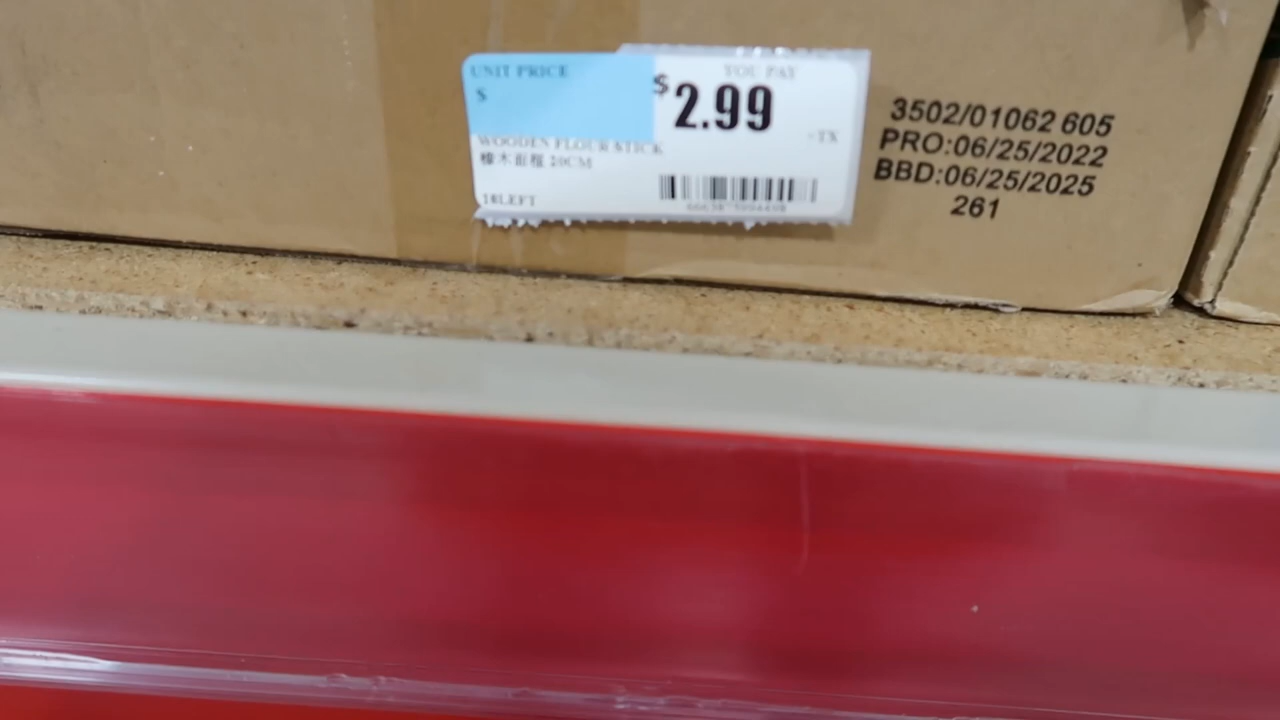 UNIT PRICE
YOU PAY
$
$2.99
-TX
WOODEN FLOUR STICK
橡木面棍 20CM
18LEFT
3502/01062 605
PRO:06/25/2022
BBD:06/25/2025
261